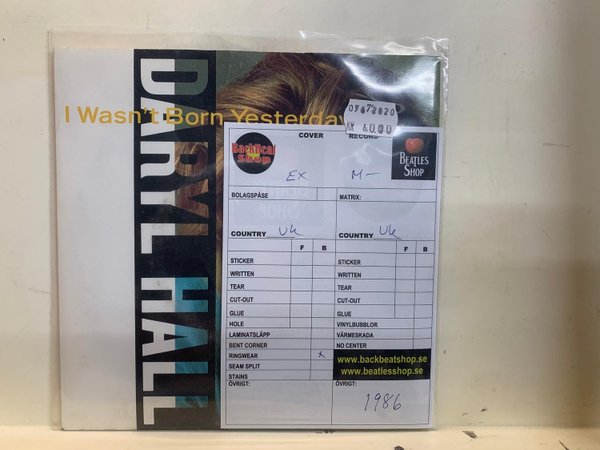 DARYL HALL
I Wasn't Born Yesterday
KR 40.00
COVER RECORD
BackBeat
Shop
BEATLES
SHOP
EX M-
BOLAGSPÅSE MATRIX:
COUNTRY UK COUNTRY UK
F B F B
STICKER STICKER
WRITTEN WRITTEN
TEAR TEAR
CUT-OUT CUT-OUT
GLUE GLUE
HOLE VINYLBUBBLOR
LAMINATSLÄPP VÄRMESKADA
BENT CORNER NO CENTER
RINGWEAR x www.backbeatshop.se
SEAM SPLIT www.beatlesshop.se
STAINS
ÖVRIGT: ÖVRIGT:
1986